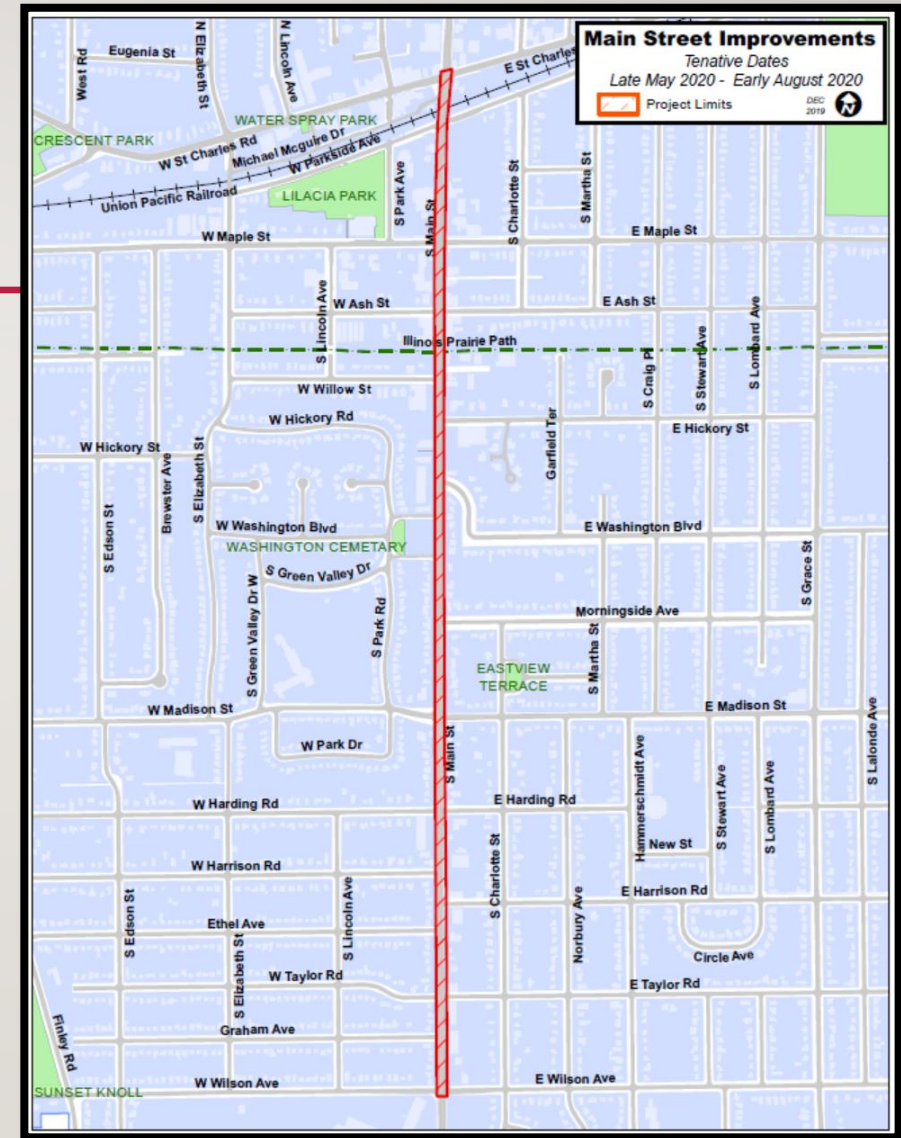 Main Street Improvements
Tenative Dates
Late May 2020 - Early August 2020
Project Limits
DEC
2019
N
West Rd
Eugenia St
N Elizabeth St
N Lincoln Ave
E St Charles
WATER SPRAY PARK
CRESCENT PARK
W St Charles Rd
Michael Mcguire Dr
W Parkside Ave
Union Pacific Railroad
LILACIA PARK
S Park Ave
S Main St
S Charlotte St
S Martha St
W Maple St
E Maple St
S Lincoln Ave
W Ash St
E Ash St
Illinois Prairie Path
S Craig Pl
S Stewart Ave
S Lombard Ave
W Willow St
W Hickory Rd
E Hickory St
W Hickory St
Brewster Ave
S Elizabeth St
Garfield Ter
S Edson St
W Washington Blvd
E Washington Blvd
WASHINGTON CEMETARY
S Green Valley Dr
S Grace St
S Green Valley Dr W
S Park Rd
Morningside Ave
S Martha St
EASTVIEW
TERRACE
W Madison St
E Madison St
W Park Dr
S Main St
Hammerschmidt Ave
S Stewart Ave
S Lombard Ave
S Lalonde Ave
W Harding Rd
E Harding Rd
New St
W Harrison Rd
S Charlotte St
E Harrison Rd
S Edson St
Ethel Ave
S Lincoln Ave
Norbury Ave
Circle Ave
S Elizabeth St
W Taylor Rd
E Taylor Rd
Graham Ave
Finley Rd
W Wilson Ave
E Wilson Ave
SUNSET KNOLL